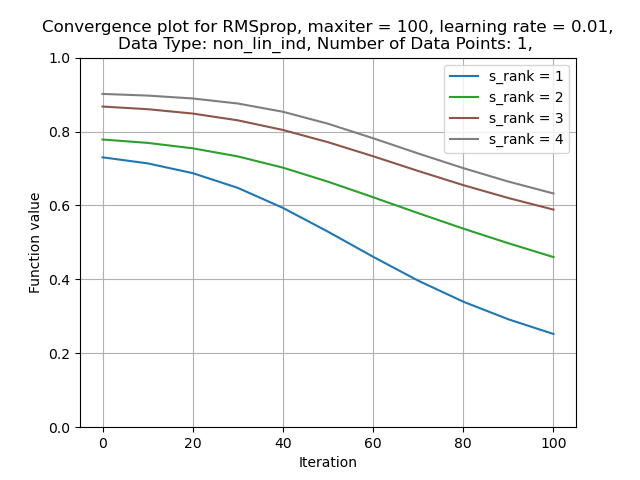 Convergence plot for RMSprop, maxiter = 100, learning rate = 0.01,
Data Type: non_lin_ind, Number of Data Points: 1,
1.0
0.8
0.6
0.4
0.2
0.0
Function value
s_rank = 1
s_rank = 2
s_rank = 3
s_rank = 4
0 20 40 60 80 100
Iteration